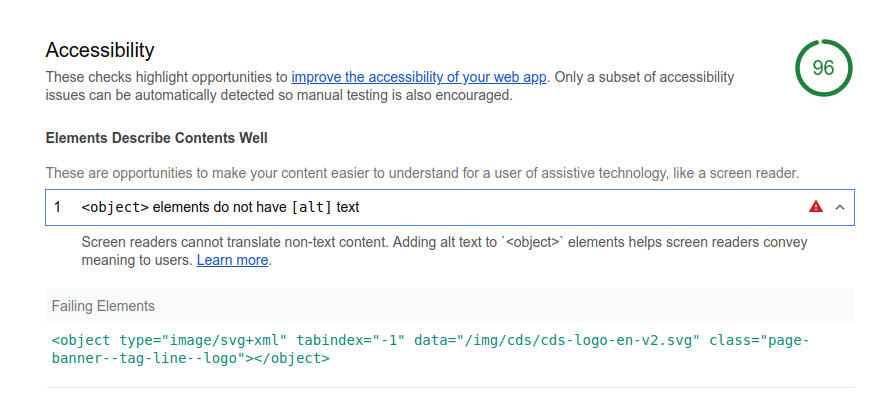 Accessibility
These checks highlight opportunities to improve the accessibility of your web app. Only a subset of accessibility
issues can be automatically detected so manual testing is also encouraged.
96
Elements Describe Contents Well
These are opportunities to make your content easier to understand for a user of assistive technology, like a screen reader.
1 <object> elements do not have [alt] text
Screen readers cannot translate non-text content. Adding alt text to `<object>` elements helps screen readers convey
meaning to users. Learn more.
Failing Elements
<object type="image/svg+xml" tabindex="-1" data="/img/cds/cds-logo-en-v2.svg" class="page-
banner--tag-line--logo"></object>